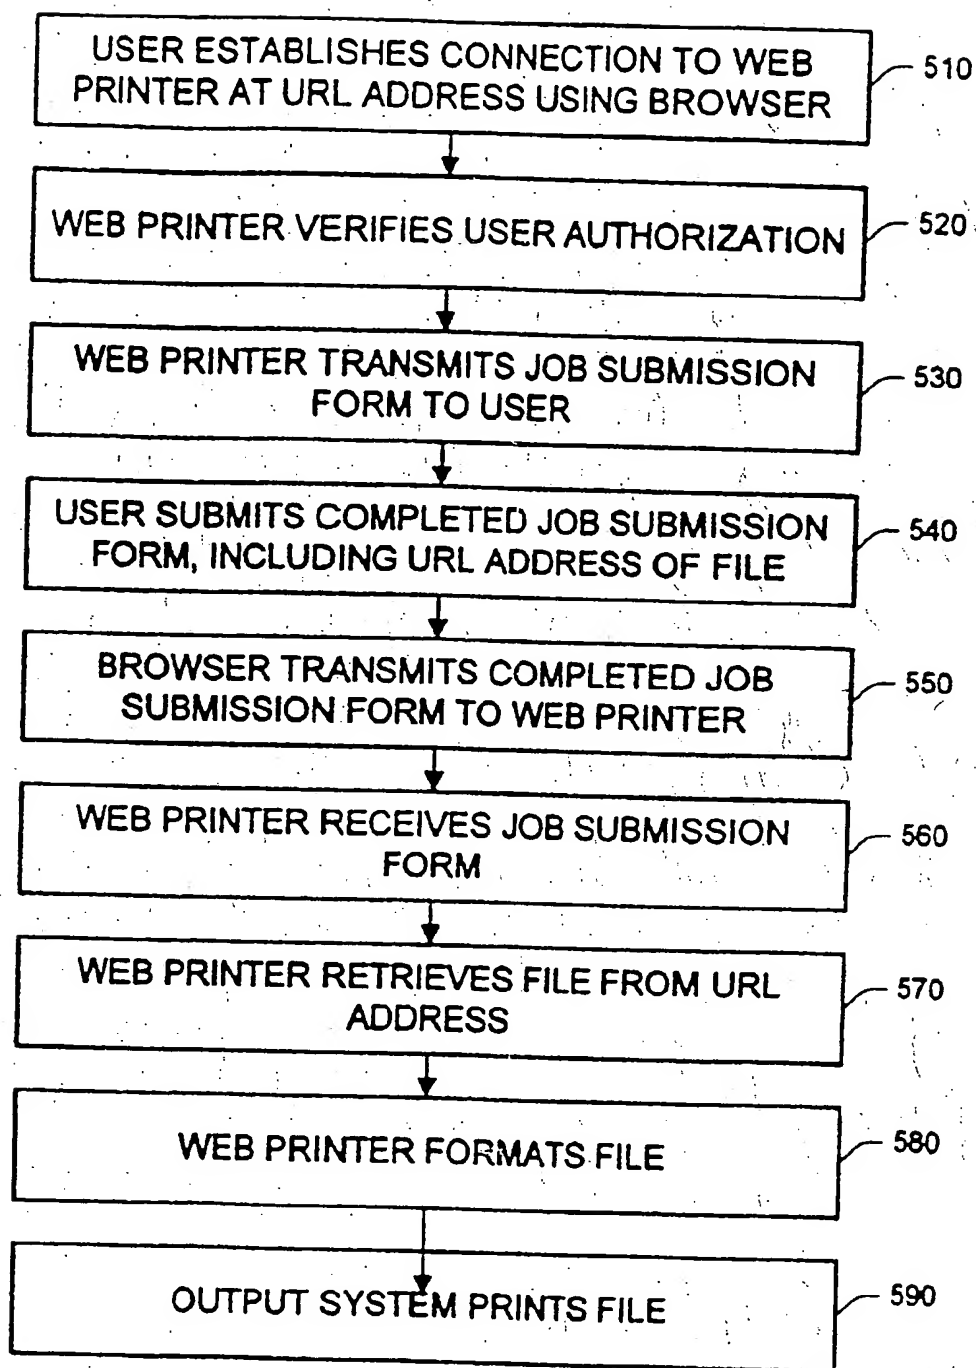 USER ESTABLISHES CONNECTION TO WEB
PRINTER AT URL ADDRESS USING BROWSER
510
WEB PRINTER VERIFIES USER AUTHORIZATION
520
WEB PRINTER TRANSMITS JOB SUBMISSION
FORM TO USER
530
USER SUBMITS COMPLETED JOB SUBMISSION
FORM, INCLUDING URL ADDRESS OF FILE
540
BROWSER TRANSMITS COMPLETED JOB
SUBMISSION FORM TO WEB PRINTER
550
WEB PRINTER RECEIVES JOB SUBMISSION
FORM
560
WEB PRINTER RETRIEVES FILE FROM URL
ADDRESS
570
WEB PRINTER FORMATS FILE
580
OUTPUT SYSTEM PRINTS FILE
590